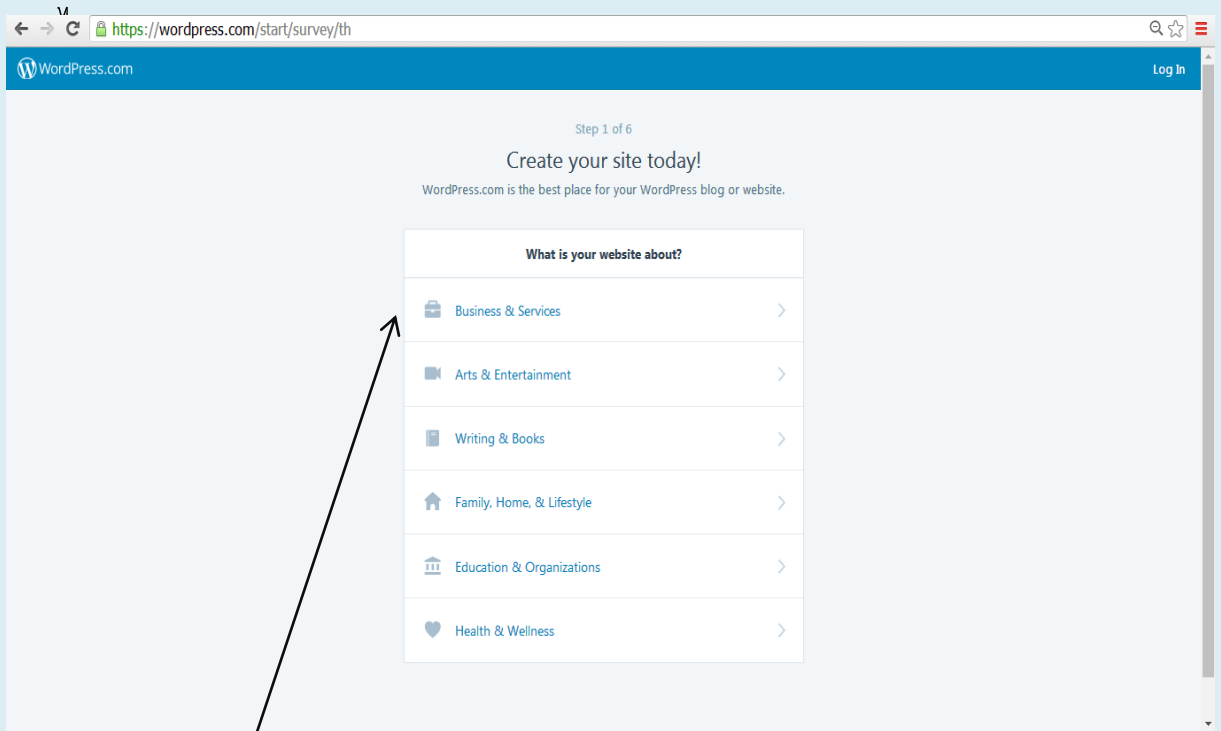 https://wordpress.com/start/survey/th
WordPress.com
Log In
Step 1 of 6
Create your site today!
WordPress.com is the best place for your WordPress blog or website.
What is your website about?
Business & Services
Arts & Entertainment
Writing & Books
Family, Home, & Lifestyle
Education & Organizations
Health & Wellness